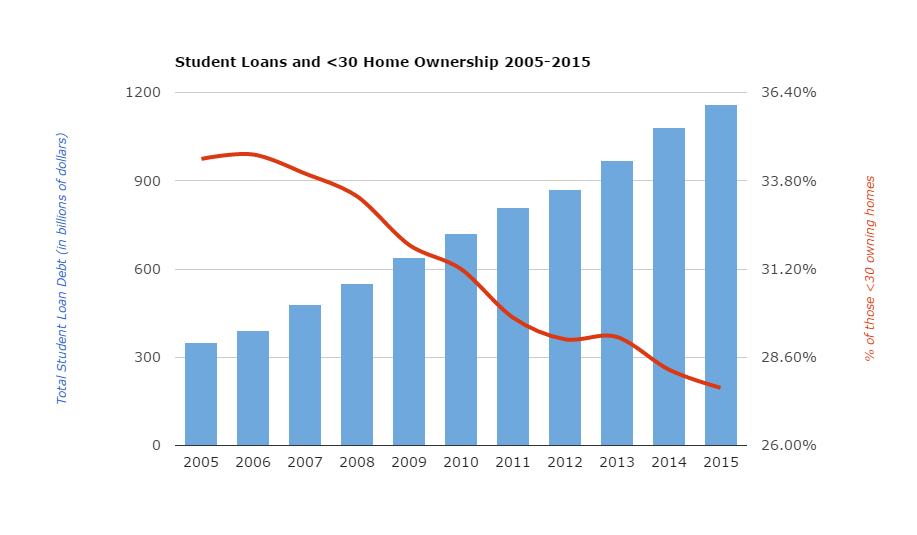 Student Loans and <30 Home Ownership 2005-2015
Total Student Loan Debt (in billions of dollars)
1200
900
600
300
0
36.40%
33.80%
31.20%
28.60%
26.00%
% of those <30 owning homes
2005 2006 2007 2008 2009 2010 2011 2012 2013 2014 2015